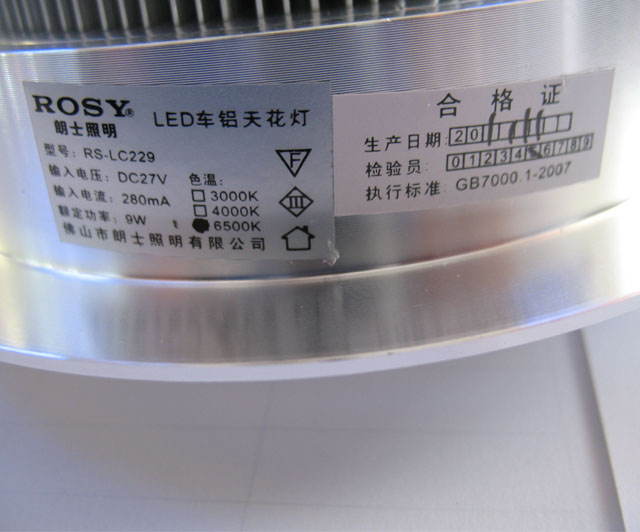 ROSY®
朗士照明
LED车铝天花灯
型号: RS-LC229
输入电压: DC27V
输入电流: 280mA
额定功率: 9W
色温:
3000K
4000K
6500K
F
III
佛山市朗士照明有限公司
合格证
生产日期: 20
检验员: 0 1 2 3 4 6 7 8 9
执行标准: GB7000.1-2007